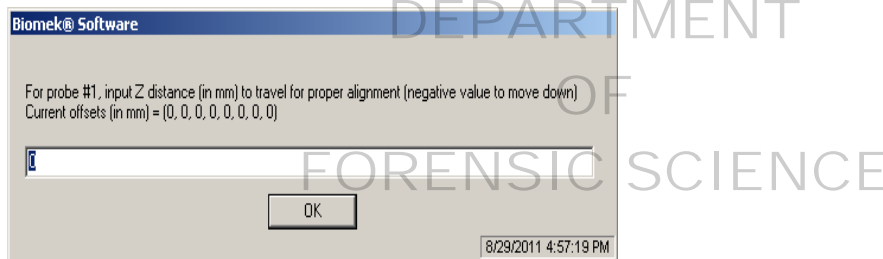 DEPARTMENT
Biomek® Software
For probe #1, input Z distance (in mm) to travel for proper alignment (negative value to move down)
Current offsets (in mm) = (0, 0, 0, 0, 0, 0, 0, 0)
OF
0
FORENSIC SCIENCE
OK
8/29/2011 4:57:19 PM